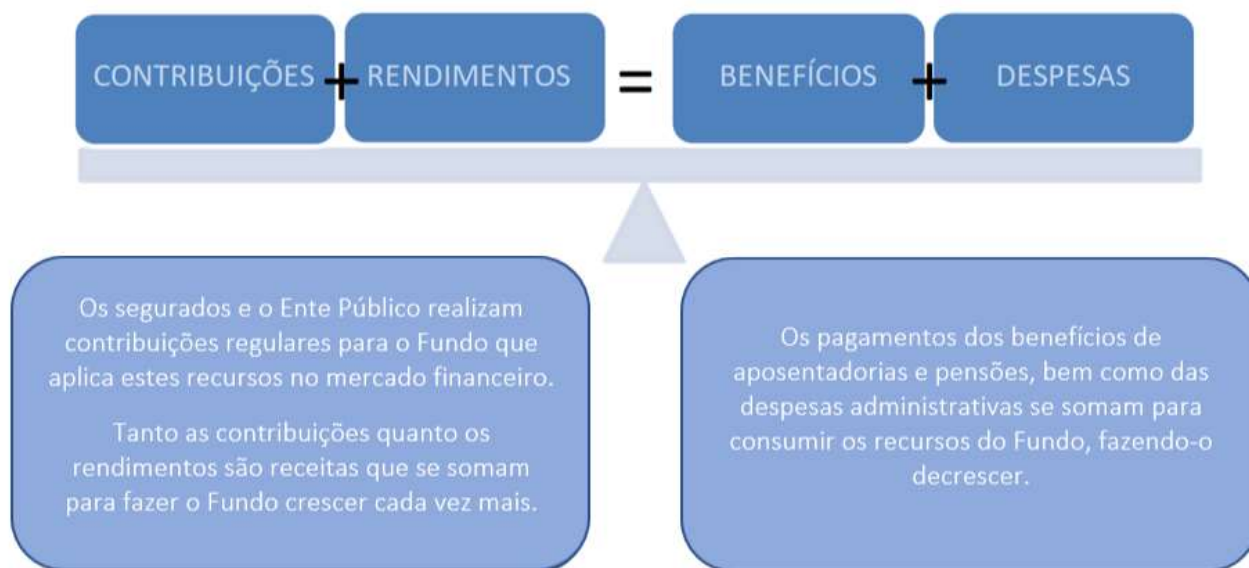 CONTRIBUIÇÕES + RENDIMENTOS = BENEFÍCIOS + DESPESAS
Os segurados e o Ente Público realizam
contribuições regulares para o Fundo que
aplica estes recursos no mercado financeiro.
Tanto as contribuições quanto os
rendimentos são receitas que se somam
para fazer o Fundo crescer cada vez mais.
Os pagamentos dos benefícios de
aposentadorias e pensões, bem como das
despesas administrativas se somam para
consumir os recursos do Fundo, fazendo-o
decrescer.